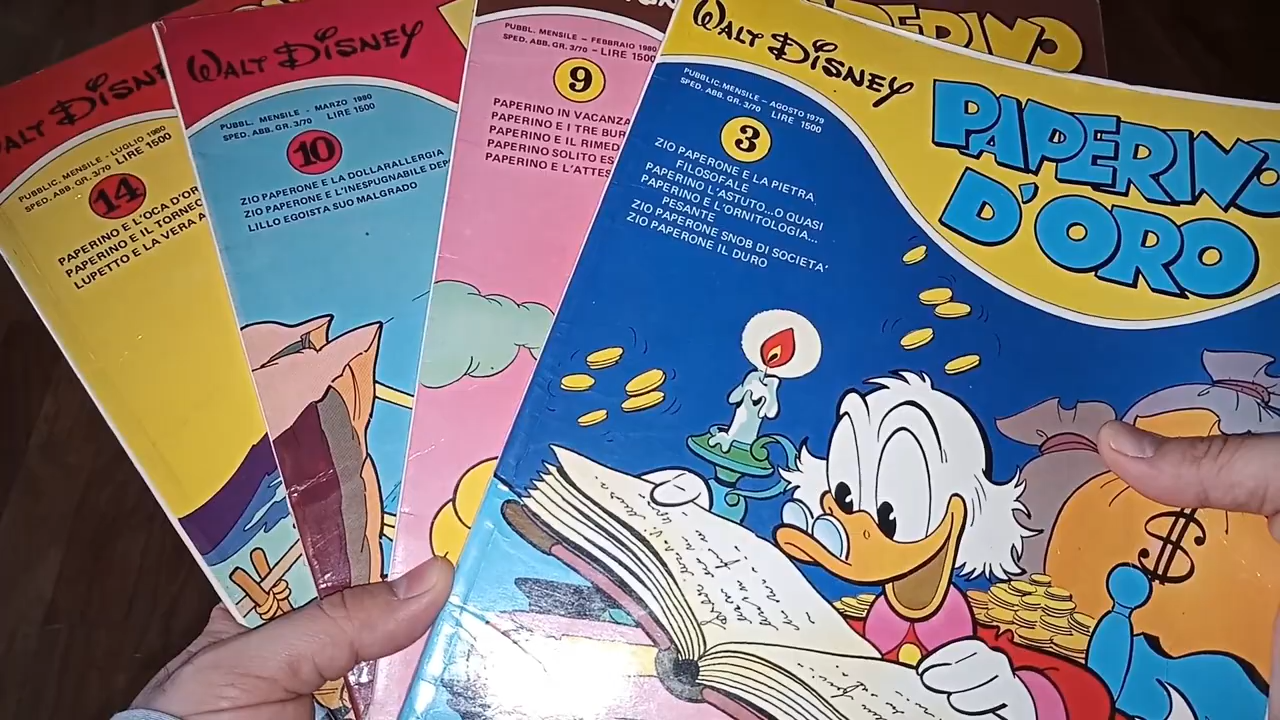 WALT DISNEY
PUBBLIC. MENSILE - LUGLIO 1980
SPED. ABB. GR. 3/70 LIRE 1500
14
PAPERINO E L'OCA D'OR
PAPERINO E IL TORNEO
LUPETTO E LA VERA A
WALT DISNEY
PUBBL. MENSILE - MARZO 1980
SPED. ABB. GR. 3/70 LIRE 1500
10
ZIO PAPERONE E LA DOLLARALLERGIA
ZIO PAPERONE E L'INESPUGNABILE DEP
LILLO EGOISTA SUO MALGRADO
PUBBL. MENSILE - FEBBRAIO 1980
SPED. ABB. GR. 3/70 - LIRE 1500
9
PAPERINO IN VACANZA
PAPERINO E I TRE BUR
PAPERINO E IL RIMED
PAPERINO SOLITO ES
PAPERINO E L'ATTES
PAPERINO
WALT DISNEY
PAPERINO
D'ORO
PUBBLIC. MENSILE - AGOSTO 1979
SPED. ABB. GR. 3/70 LIRE 1500
3
ZIO PAPERONE E LA PIETRA
FILOSOFALE
PAPERINO L'ASTUTO...O QUASI
PAPERINO E L'ORNITOLOGIA...
PESANTE
ZIO PAPERONE SNOB DI SOCIETA'
ZIO PAPERONE IL DURO
$